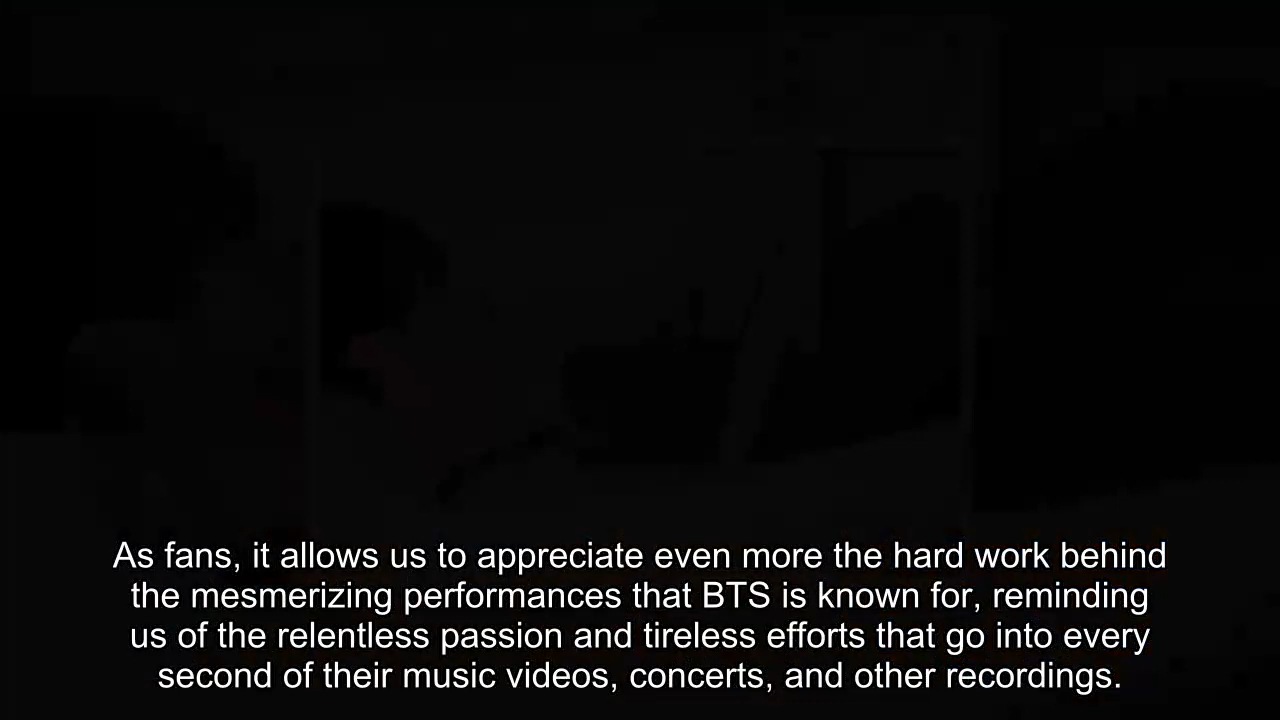 As fans, it allows us to appreciate even more the hard work behind
the mesmerizing performances that BTS is known for, reminding
us of the relentless passion and tireless efforts that go into every
second of their music videos, concerts, and other recordings.